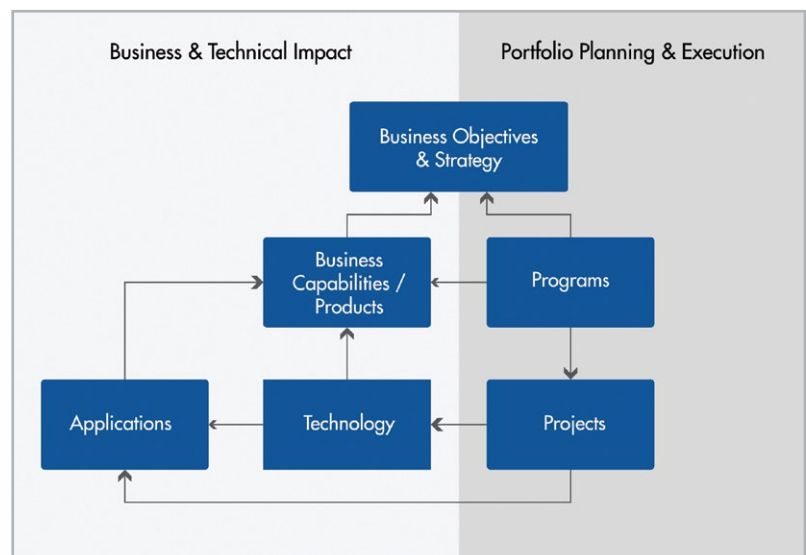 Business & Technical Impact
Portfolio Planning & Execution
Business Objectives
& Strategy
Business
Capabilities /
Products
Programs
Applications
Technology
Projects